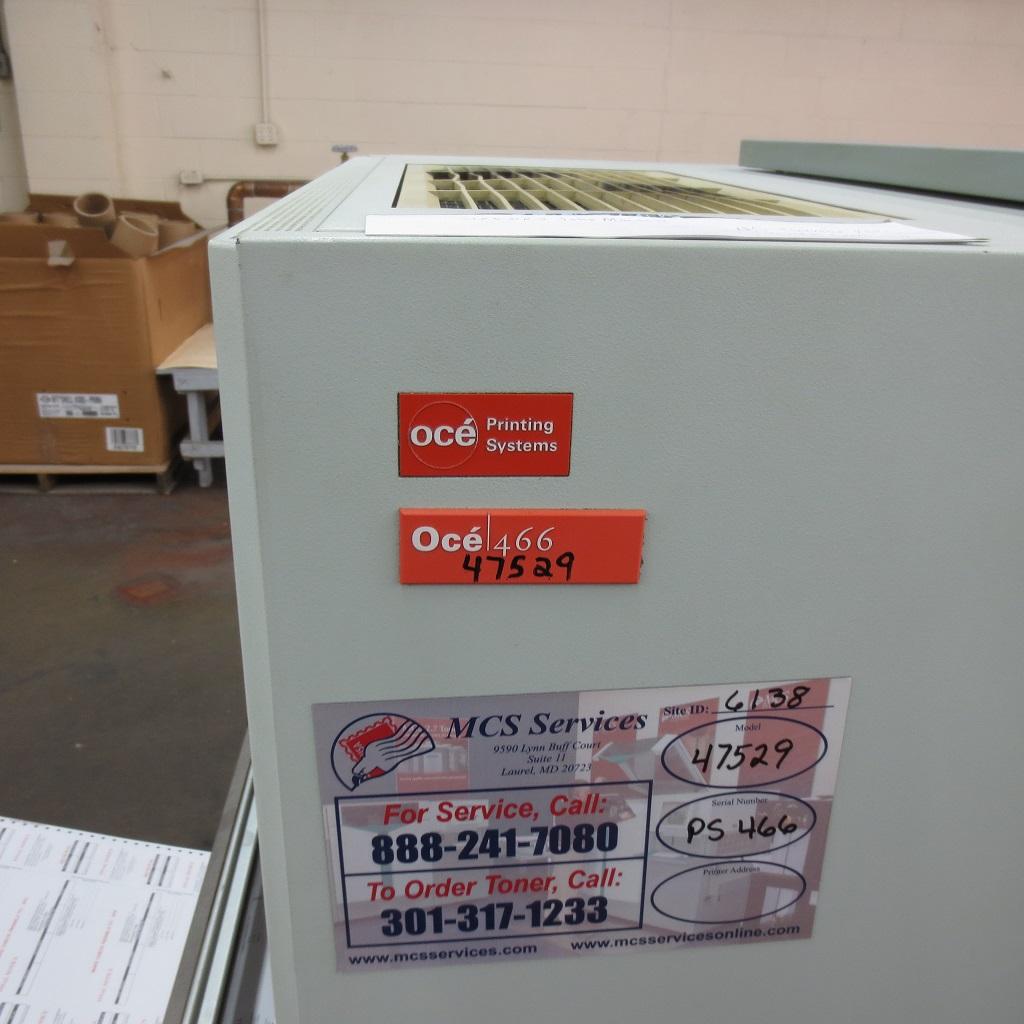 océ Printing
Systems
Océ|466
47529
MCS Services
9590 Lynn Buff Court
Suite 11
Laurel, MD 20723
Site ID: 6138
Model
47529
For Service, Call:
888-241-7080
Serial Number
PS 466
To Order Toner, Call:
301-317-1233
Printer Address
www.mcsservices.com
www.mcsservicesonline.com